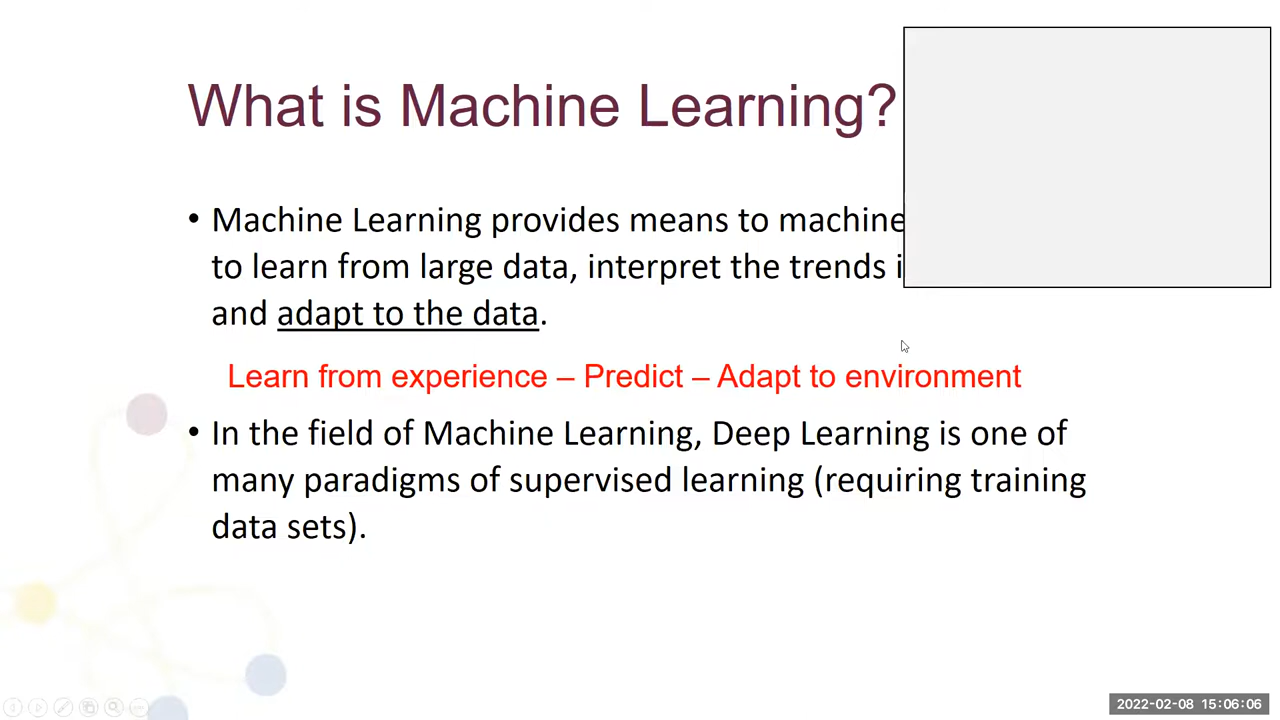 What is Machine Learning?
• Machine Learning provides means to machine
to learn from large data, interpret the trends
and adapt to the data.
Learn from experience – Predict – Adapt to environment
• In the field of Machine Learning, Deep Learning is one of
many paradigms of supervised learning (requiring training
data sets).
2022-02-08 15:06:06